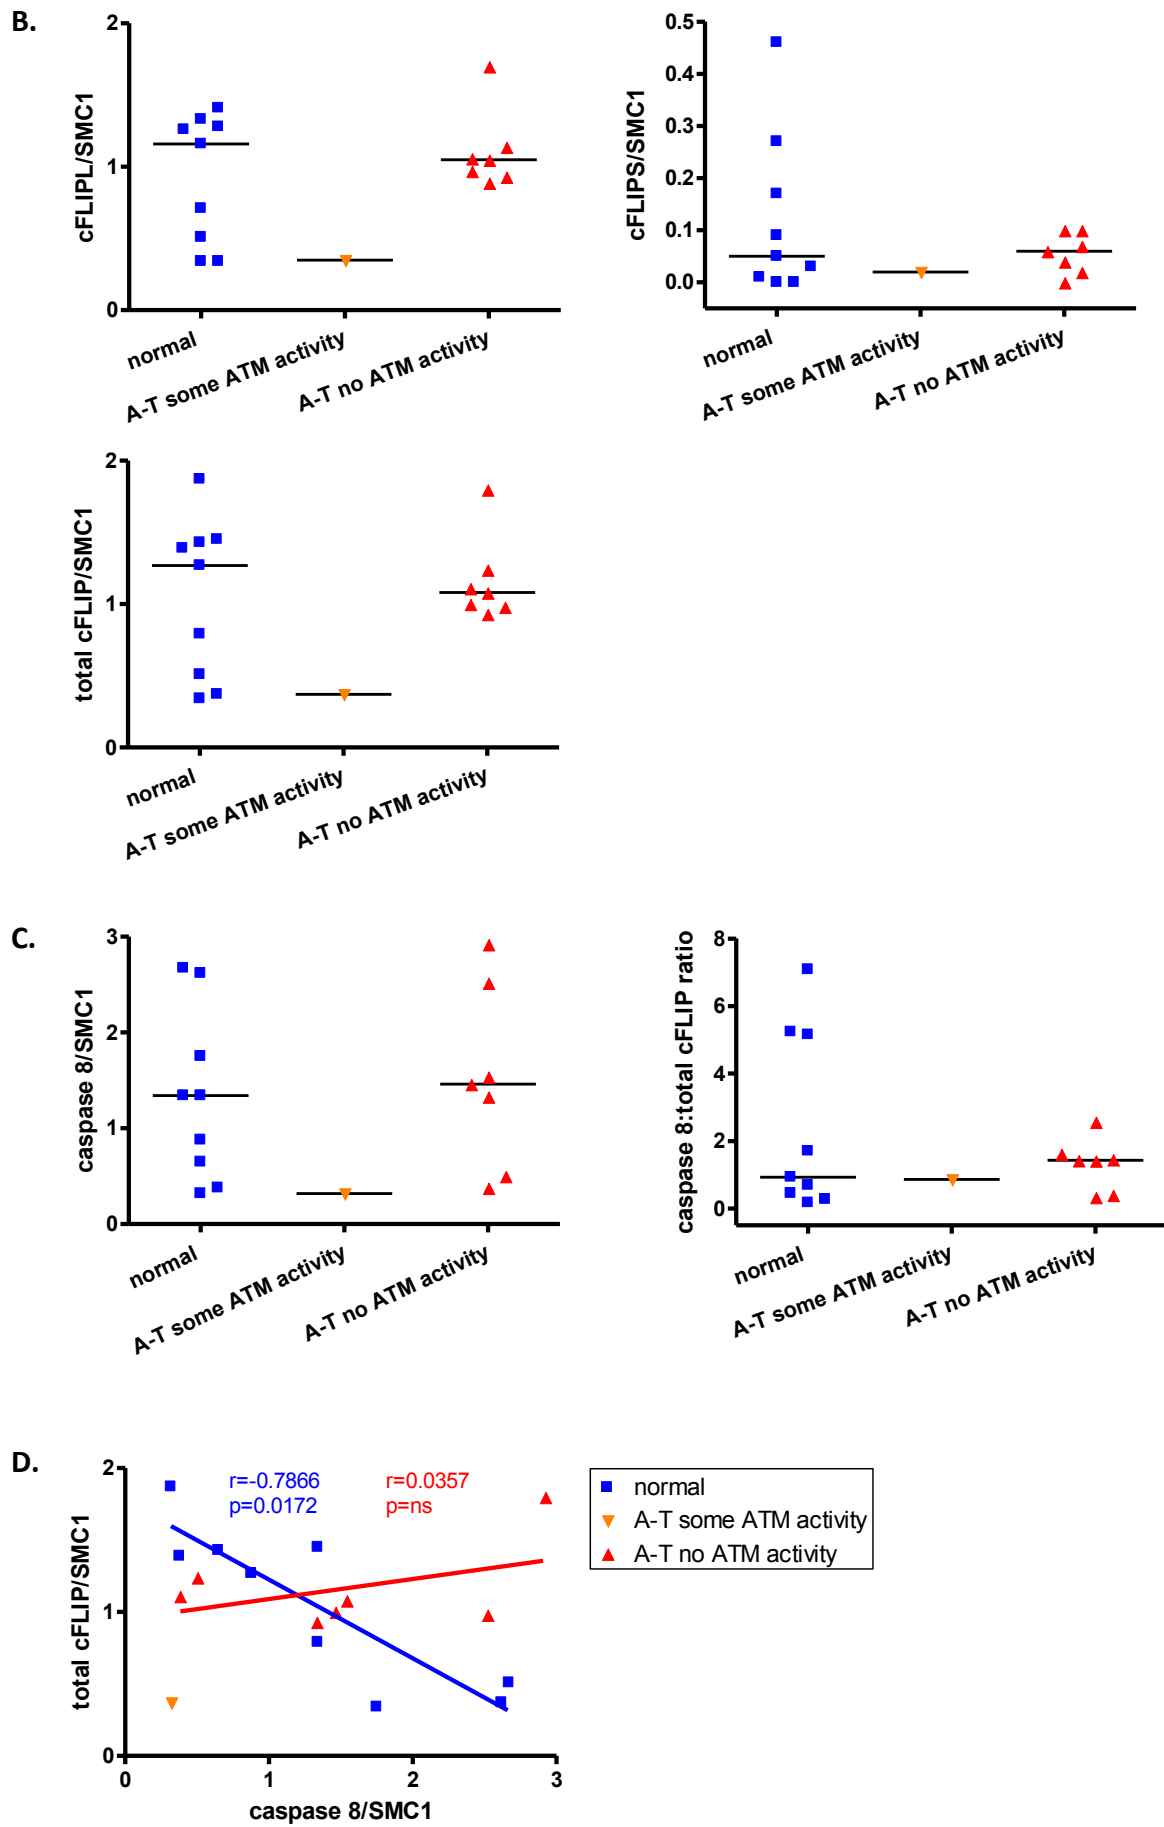 B.
cFLIPL/SMC1
2
1
0
normal
A-T some ATM activity
A-T no ATM activity
cFLIPS/SMC1
0.5
0.4
0.3
0.2
0.1
0.0
normal
A-T some ATM activity
A-T no ATM activity
total cFLIP/SMC1
2
1
0
normal
A-T some ATM activity
A-T no ATM activity
C.
caspase 8/SMC1
3
2
1
0
normal
A-T some ATM activity
A-T no ATM activity
caspase 8:total cFLIP ratio
8
6
4
2
0
normal
A-T some ATM activity
A-T no ATM activity
D.
total cFLIP/SMC1
2
1
0
r=-0.7866
p=0.0172
r=0.0357
p=ns
0
1
2
3
caspase 8/SMC1
normal
A-T some ATM activity
A-T no ATM activity